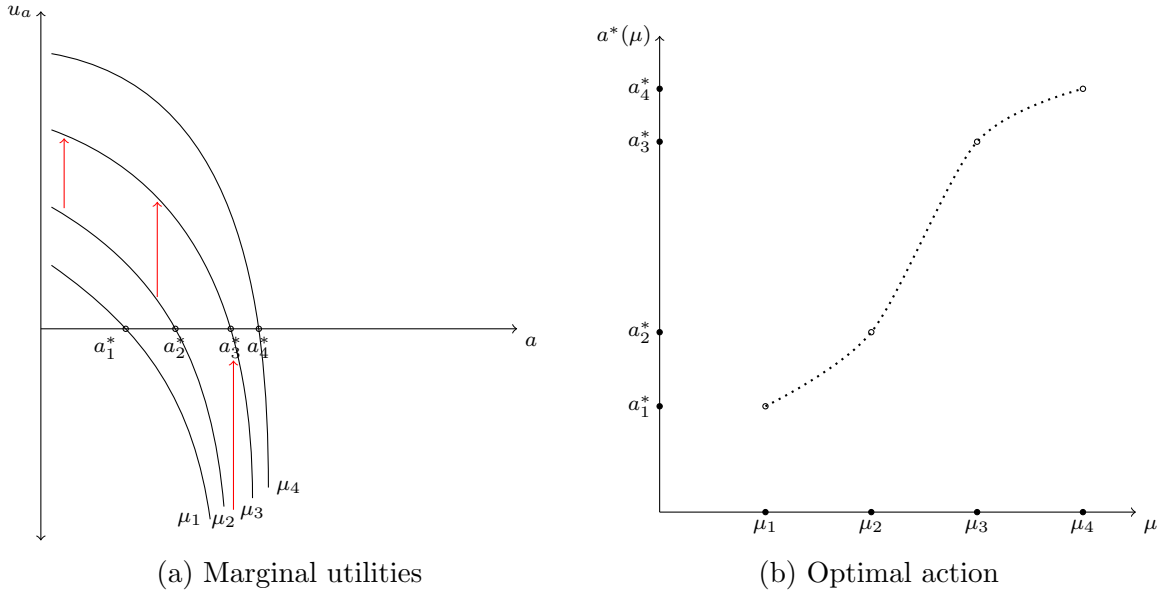 u_a
a_1^* a_2^* a_3^* a_4^*
a
μ_1 μ_2 μ_3 μ_4
(a) Marginal utilities
a^*(μ)
a_4^*
a_3^*
a_2^*
a_1^*
μ_1 μ_2 μ_3 μ_4 μ
(b) Optimal action